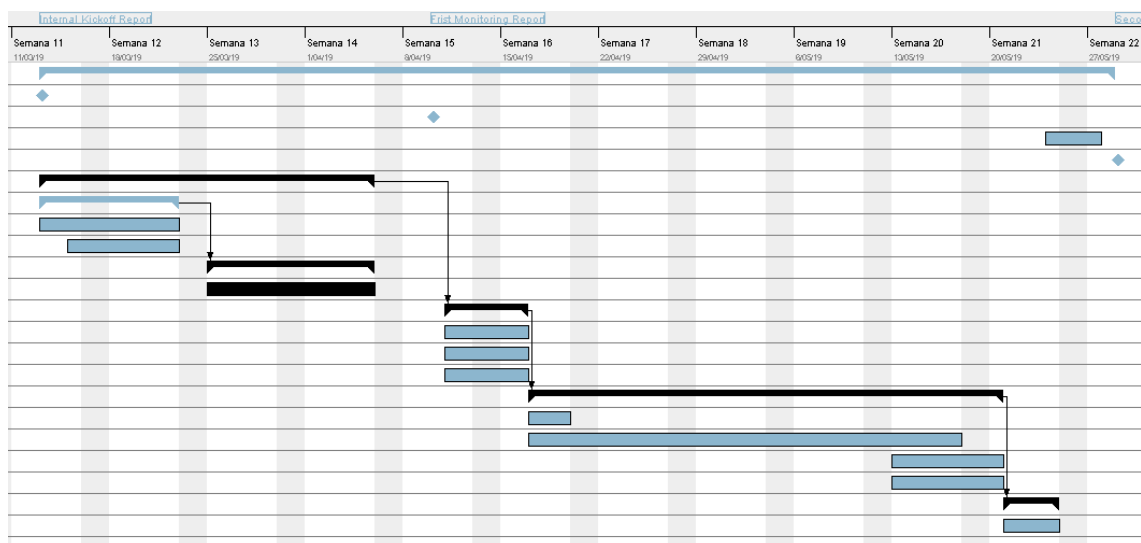 Internal Kickoff Report Frist Monitoring Report Seco
Semana 11 Semana 12 Semana 13 Semana 14 Semana 15 Semana 16 Semana 17 Semana 18 Semana 19 Semana 20 Semana 21 Semana 22
11/03/19 18/03/19 25/03/19 1/04/19 8/04/19 15/04/19 22/04/19 29/04/19 6/05/19 13/05/19 20/05/19 27/05/19